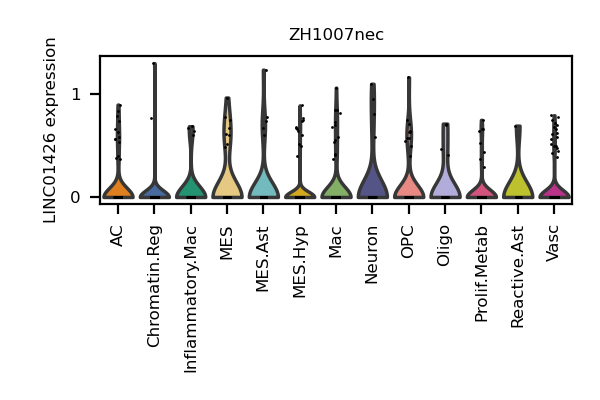 ZH1007nec
LINC01426 expression
1
0
AC
Chromatin.Reg
Inflammatory.Mac
MES
MES.Ast
MES.Hyp
Mac
Neuron
OPC
Oligo
Prolif.Metab
Reactive.Ast
Vasc